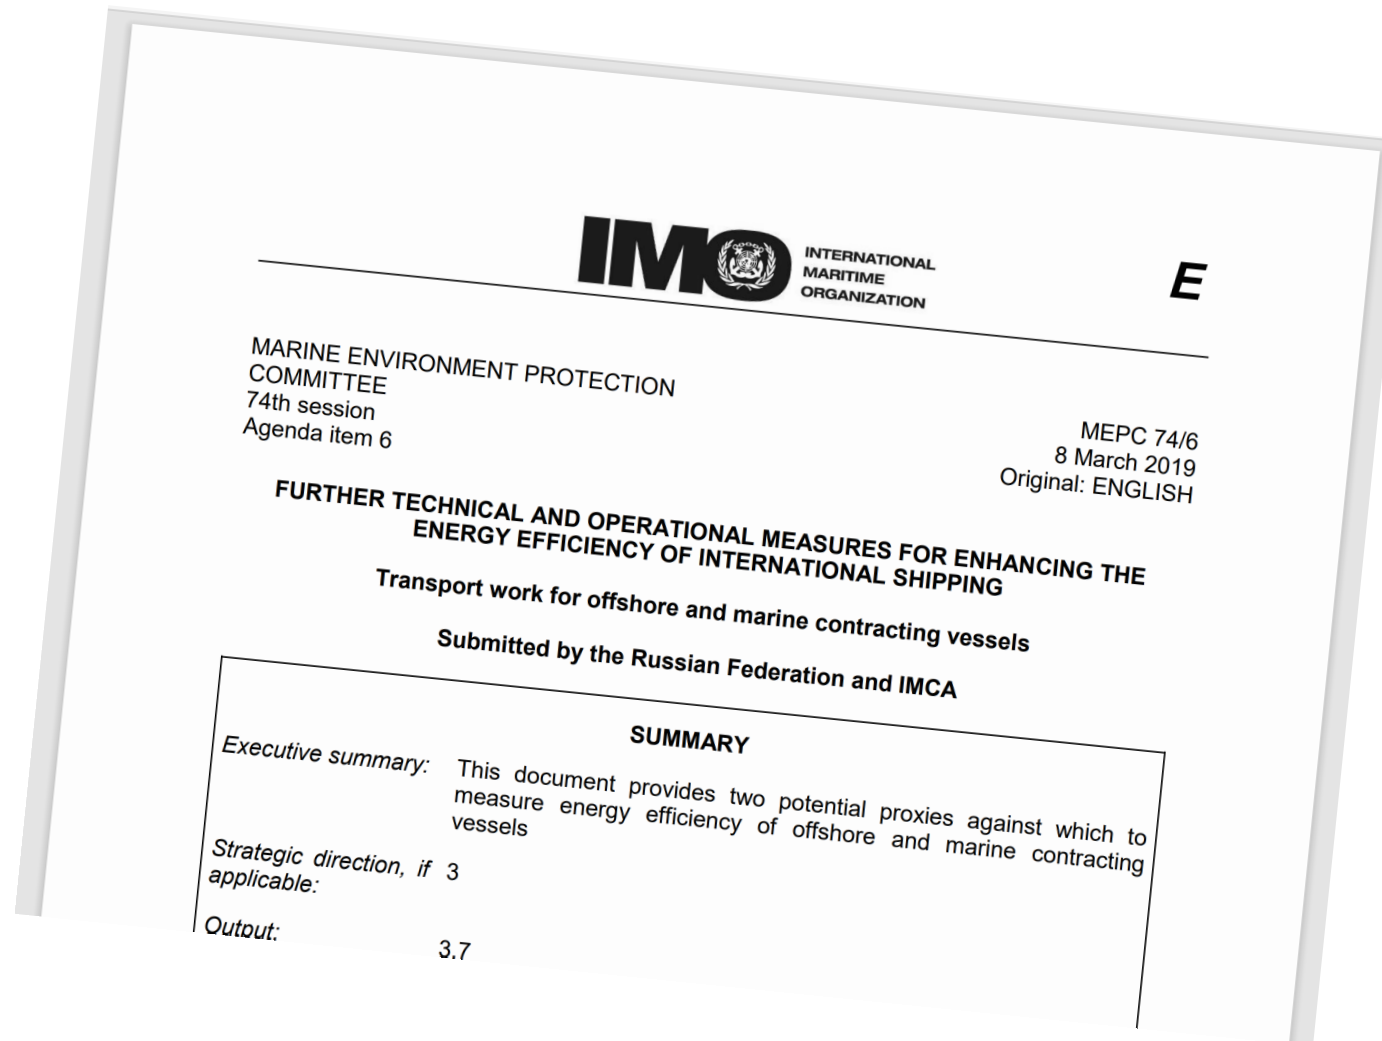 IMO
INTERNATIONAL
MARITIME
ORGANIZATION
E
MARINE ENVIRONMENT PROTECTION
COMMITTEE
74th session
Agenda item 6
MEPC 74/6
8 March 2019
Original: ENGLISH
FURTHER TECHNICAL AND OPERATIONAL MEASURES FOR ENHANCING THE
ENERGY EFFICIENCY OF INTERNATIONAL SHIPPING
Transport work for offshore and marine contracting vessels
Submitted by the Russian Federation and IMCA
SUMMARY
Executive summary:
This document provides two potential proxies against which to
measure energy efficiency of offshore and marine contracting
vessels
Strategic direction, if
applicable:
3
Output:
3.7